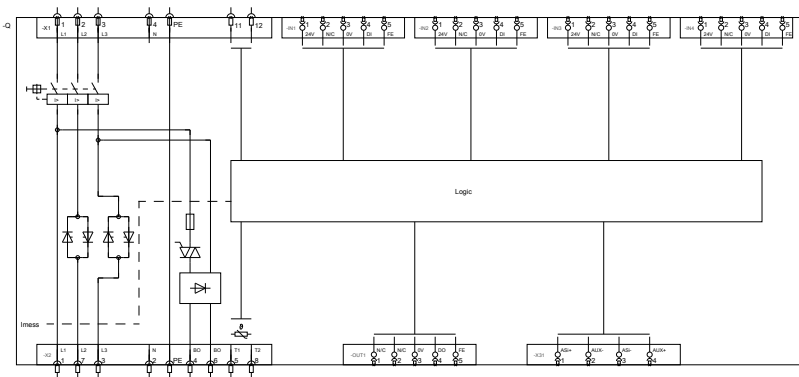 -Q
-X1 1 2 3 4 PE 11 12
L1 L2 L3 N
-IN1 1 2 3 4 5
24V N/C 0V DI FE
-IN2 1 2 3 4 5
24V N/C 0V DI FE
-IN3 1 2 3 4 5
24V N/C 0V DI FE
-IN4 1 2 3 4 5
24V N/C 0V DI FE
I> I> I>
Logic
Imess
ϑ
L1 L2 L3 N BO BO T1 T2
-X2 1 7 3 2 PE 4 6 5 8
N/C N/C 0V DO FE
-OUT1 1 2 3 4 5
ASi+ AUX- ASi- AUX+
-X31 1 2 3 4